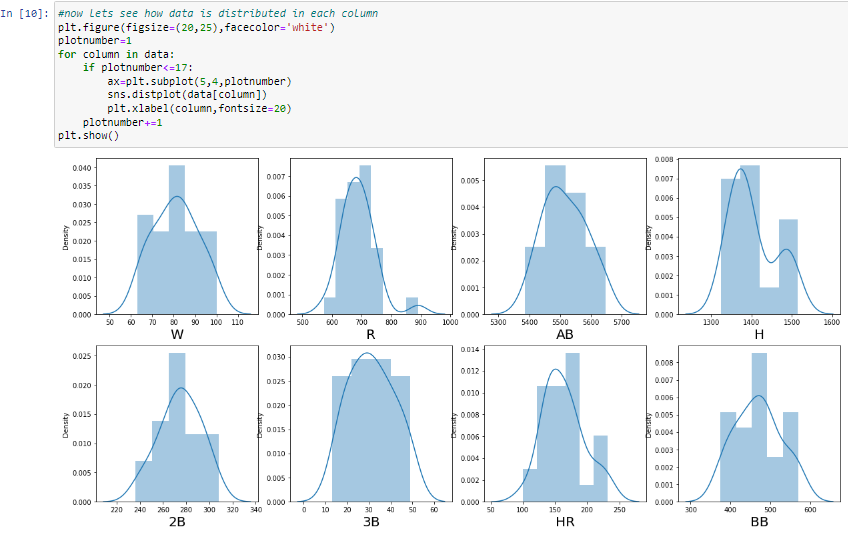 In [10]: #now Lets see how data is distributed in each column
plt.figure(figsize=(20,25),facecolor='white')
plotnumber=1
for column in data:
if plotnumber<=17:
ax=plt.subplot(5,4,plotnumber)
sns.distplot(data[column])
plt.xlabel(column,fontsize=20)
plotnumber+=1
plt.show()
0.040
0.035
0.030
0.025
0.020
0.015
0.010
0.005
0.000
Density
50 60 70 80 90 100 110
W
0.007
0.006
0.005
0.004
0.003
0.002
0.001
0.000
Density
500 600 700 800 900 1000
R
0.005
0.004
0.003
0.002
0.001
0.000
Density
5300 5400 5500 5600 5700
AB
0.008
0.007
0.006
0.005
0.004
0.003
0.002
0.001
0.000
Density
1300 1400 1500 1600
H
0.025
0.020
0.015
0.010
0.005
0.000
Density
220 240 260 280 300 320 340
2B
0.030
0.025
0.020
0.015
0.010
0.005
0.000
Density
0 10 20 30 40 50 60
3B
0.014
0.012
0.010
0.008
0.006
0.004
0.002
0.000
Density
50 100 150 200 250
HR
0.008
0.007
0.006
0.005
0.004
0.003
0.002
0.001
0.000
Density
300 400 500 600
BB